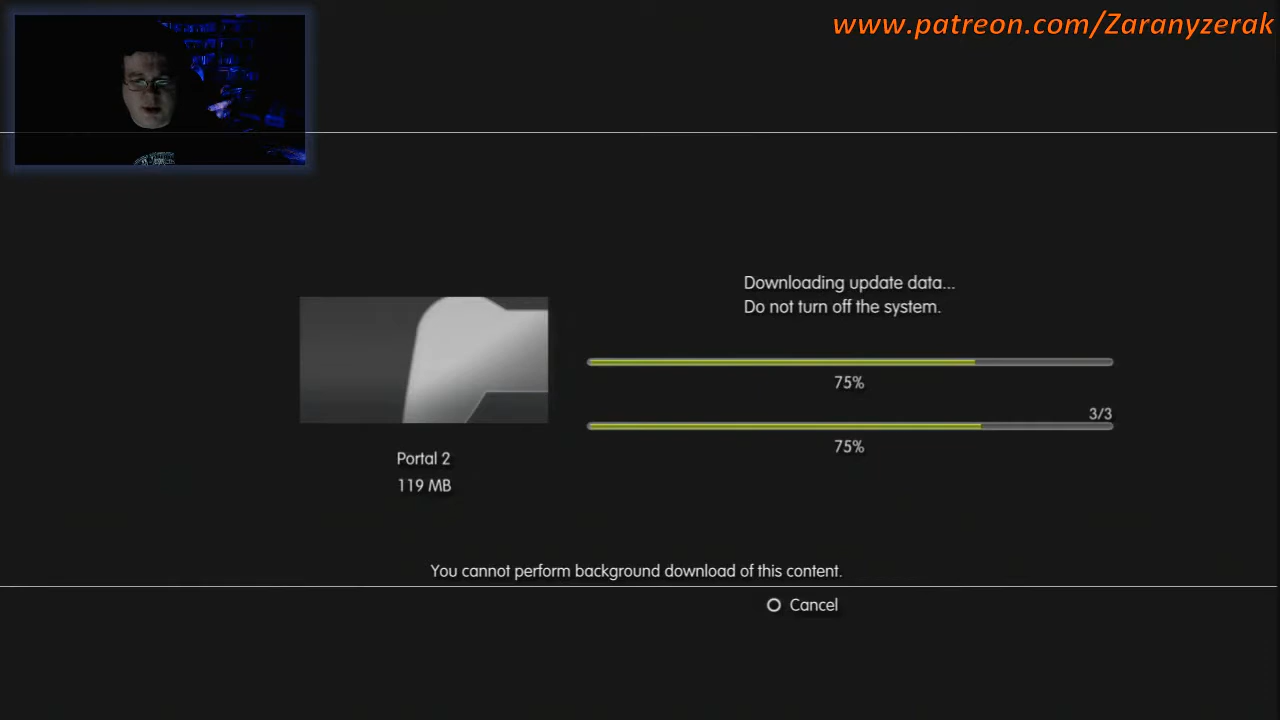 www.patreon.com/Zaranyzerak
Downloading update data...
Do not turn off the system.
75%
3/3
75%
Portal 2
119 MB
You cannot perform background download of this content.
Cancel